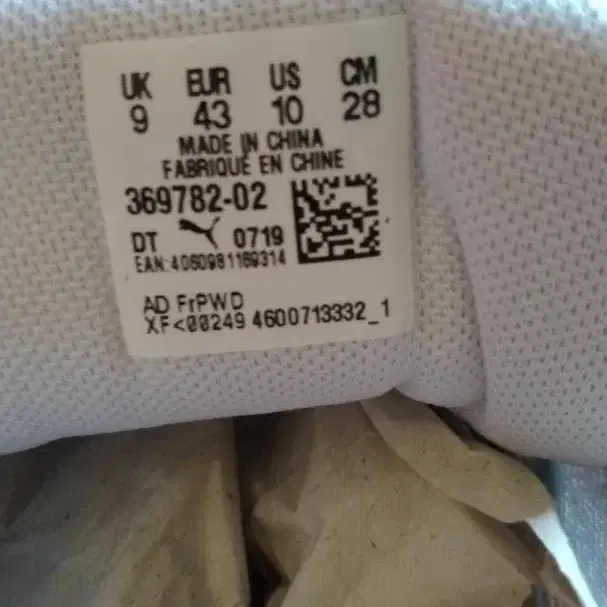 UK EUR US CM
9 43 10 28
MADE IN CHINA
FABRIQUÉ EN CHINE
369782-02
DT 0719
EAN:4060981169314
AD FrPWD
XF<00249 4600713332_1